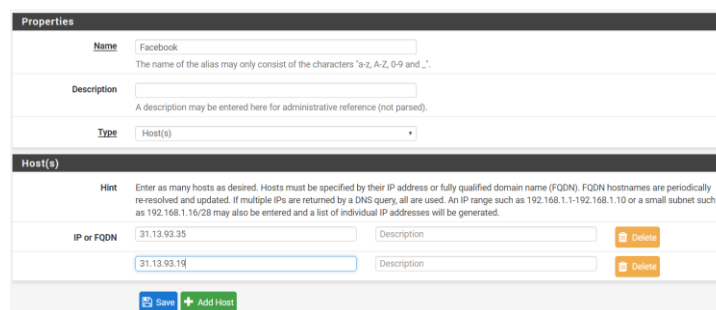 Properties
Name
Facebook
The name of the alias may only consist of the characters "a-z, A-Z, 0-9 and _".
Description
A description may be entered here for administrative reference (not parsed).
Type
Host(s)
Host(s)
Hint
Enter as many hosts as desired. Hosts must be specified by their IP address or fully qualified domain name (FQDN). FQDN hostnames are periodically
re-resolved and updated. If multiple IPs are returned by a DNS query, all are used. An IP range such as 192.168.1.1-192.168.1.10 or a small subnet such
as 192.168.1.16/28 may also be entered and a list of individual IP addresses will be generated.
IP or FQDN
31.13.93.35
Description
Delete
31.13.93.19
Description
Delete
Save
Add Host